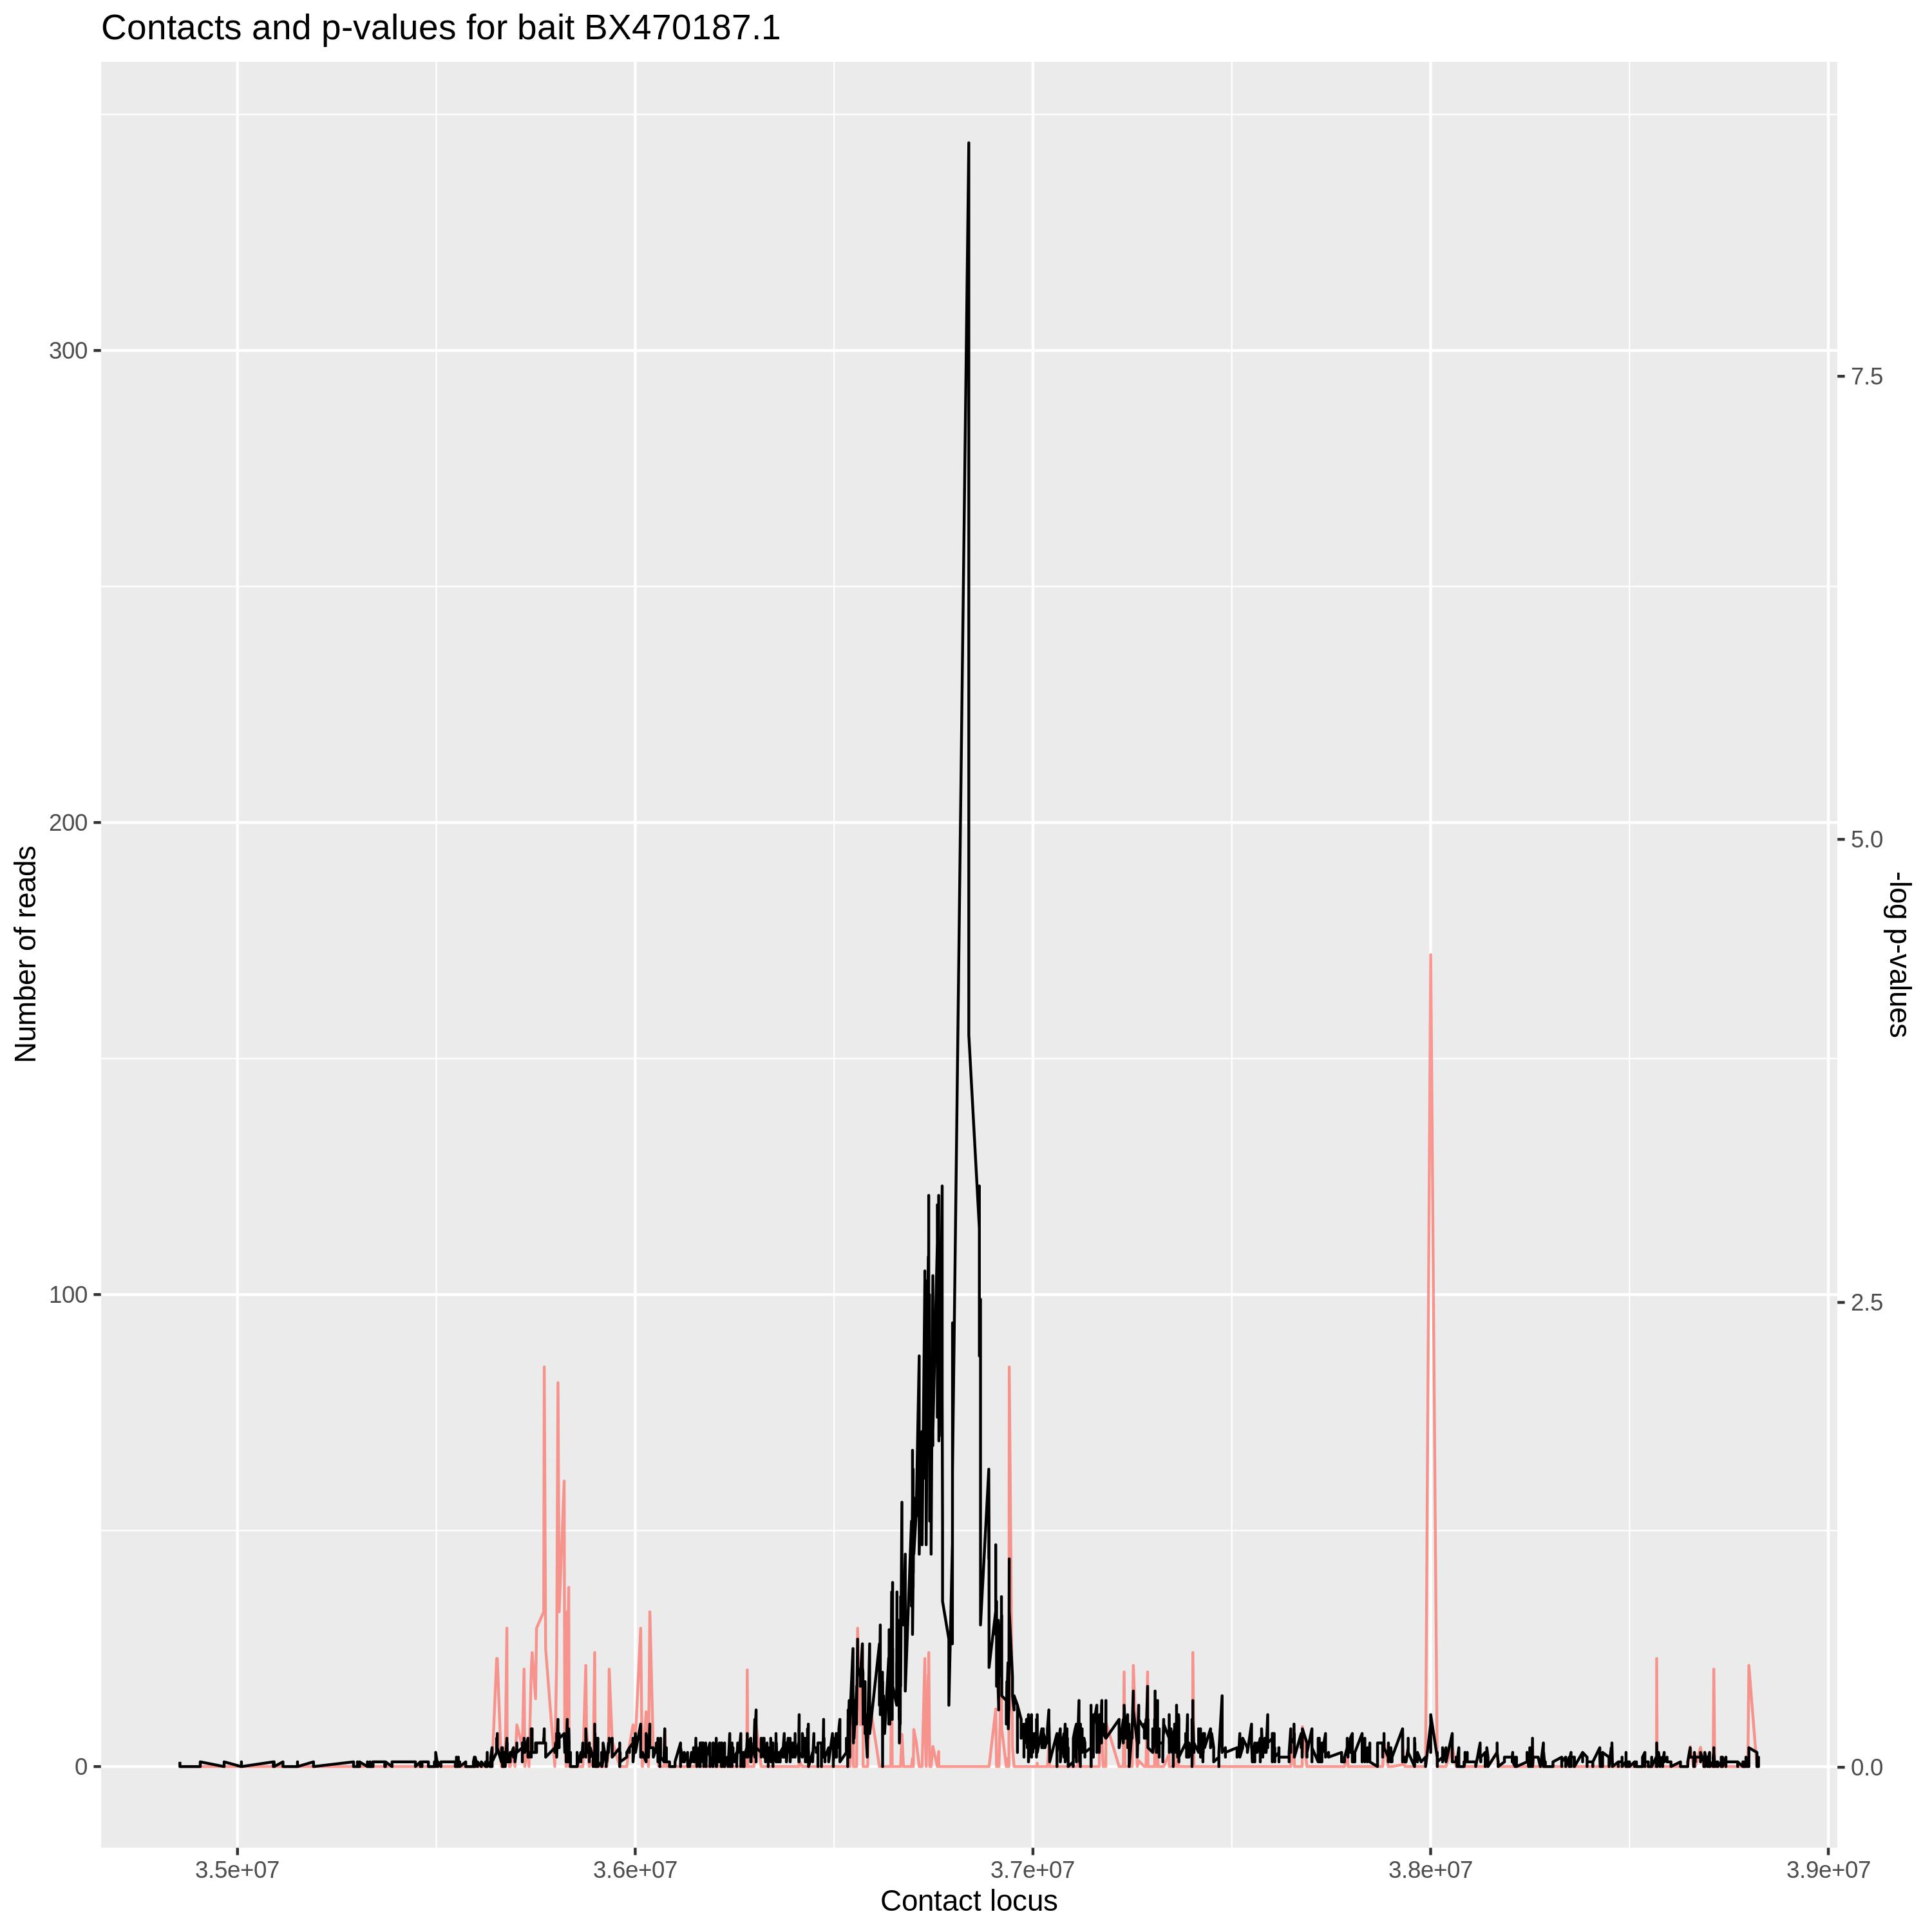 Contacts and p-values for bait BX470187.1
300
200
100
0
Number of reads
7.5
5.0
2.5
0.0
-log p-values
3.5e+07
3.6e+07
3.7e+07
3.8e+07
3.9e+07
Contact locus